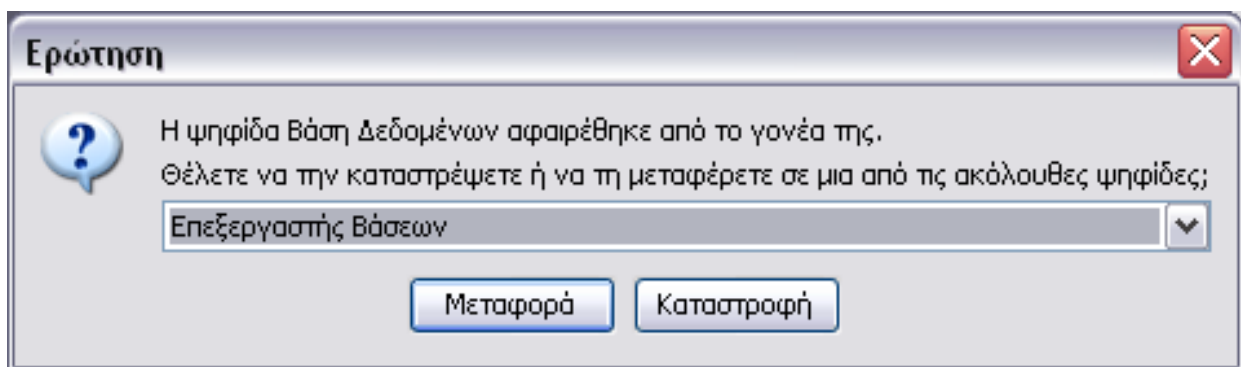 Ερώτηση
Η ψηφίδα Βάση Δεδομένων αφαιρέθηκε από το γονέα της.
Θέλετε να την καταστρέψετε ή να τη μεταφέρετε σε μια από τις ακόλουθες ψηφίδες;
Επεξεργαστής Βάσεων
Μεταφορά Καταστροφή